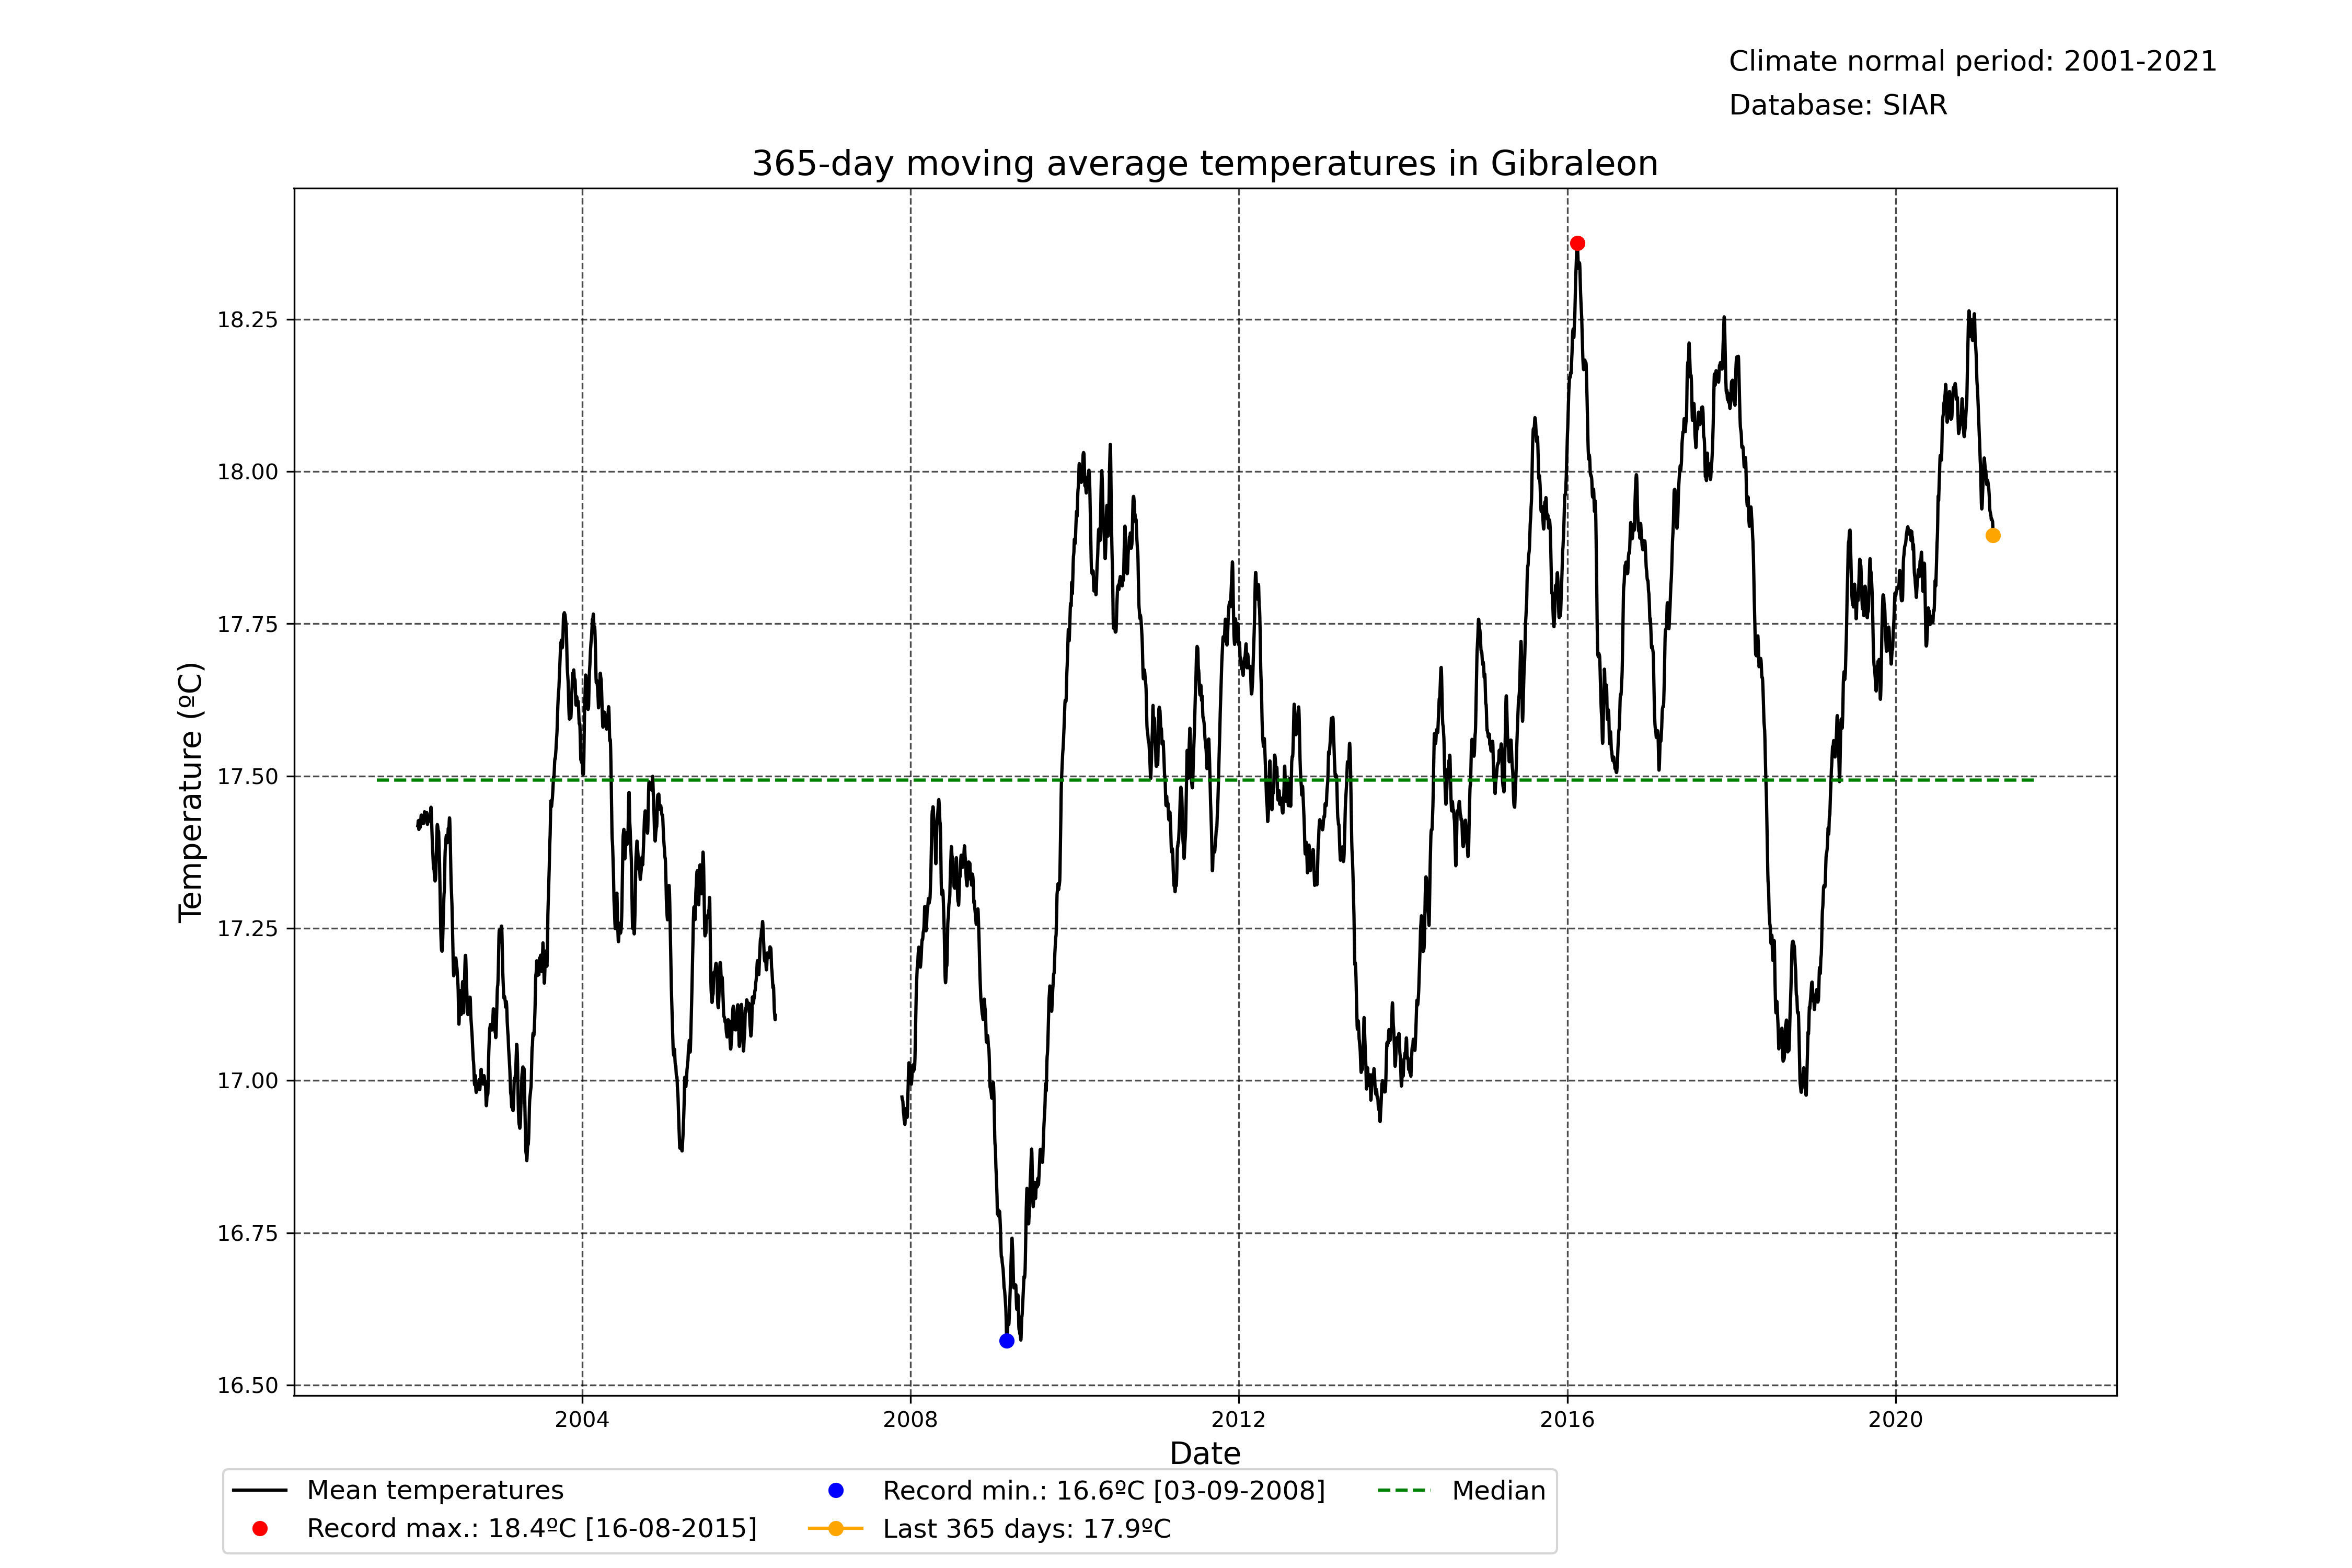 Climate normal period: 2001-2021
Database: SIAR
365-day moving average temperatures in Gibraleon
Temperature (ºC)
18.25
18.00
17.75
17.50
17.25
17.00
16.75
16.50
2004 2008 2012 2016 2020
Date
Mean temperatures
Record max.: 18.4ºC [16-08-2015]
Record min.: 16.6ºC [03-09-2008]
Last 365 days: 17.9ºC
Median